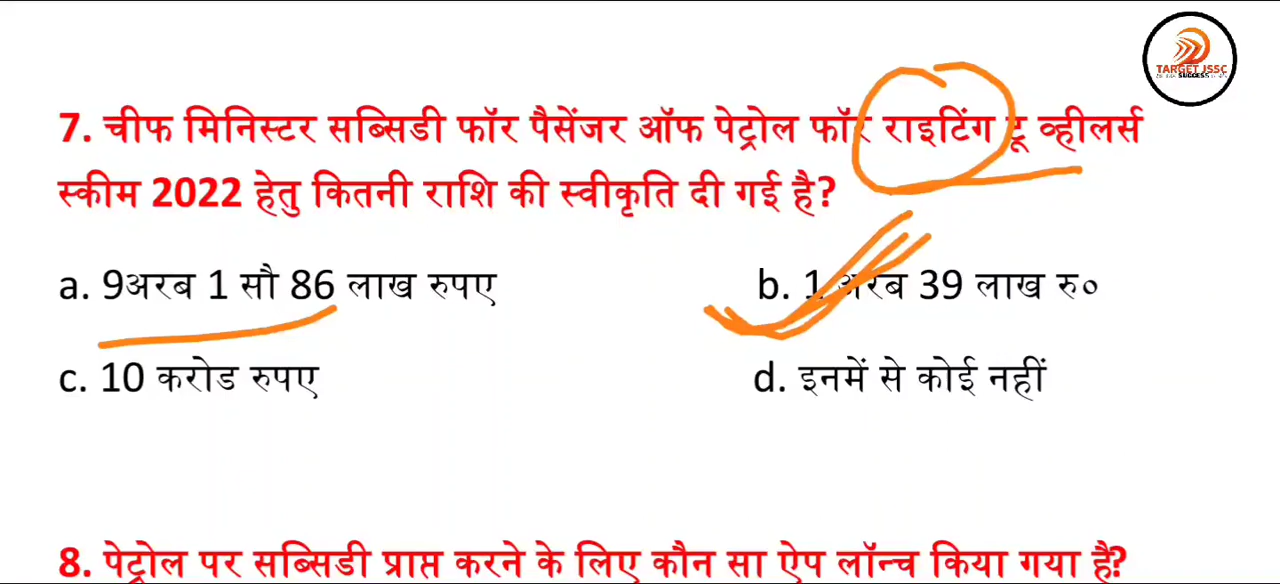 TARGET JSSC
SUCCESS
7. चीफ मिनिस्टर सब्सिडी फॉर पैसेंजर ऑफ पेट्रोल फॉर राइटिंग टू व्हीलर्स
स्कीम 2022 हेतु कितनी राशि की स्वीकृति दी गई है?
a. 9अरब 1 सौ 86 लाख रुपए b. 1 अरब 39 लाख रु०
c. 10 करोड रुपए d. इनमें से कोई नहीं
8. पेट्रोल पर सब्सिडी प्राप्त करने के लिए कौन सा ऐप लॉन्च किया गया है?